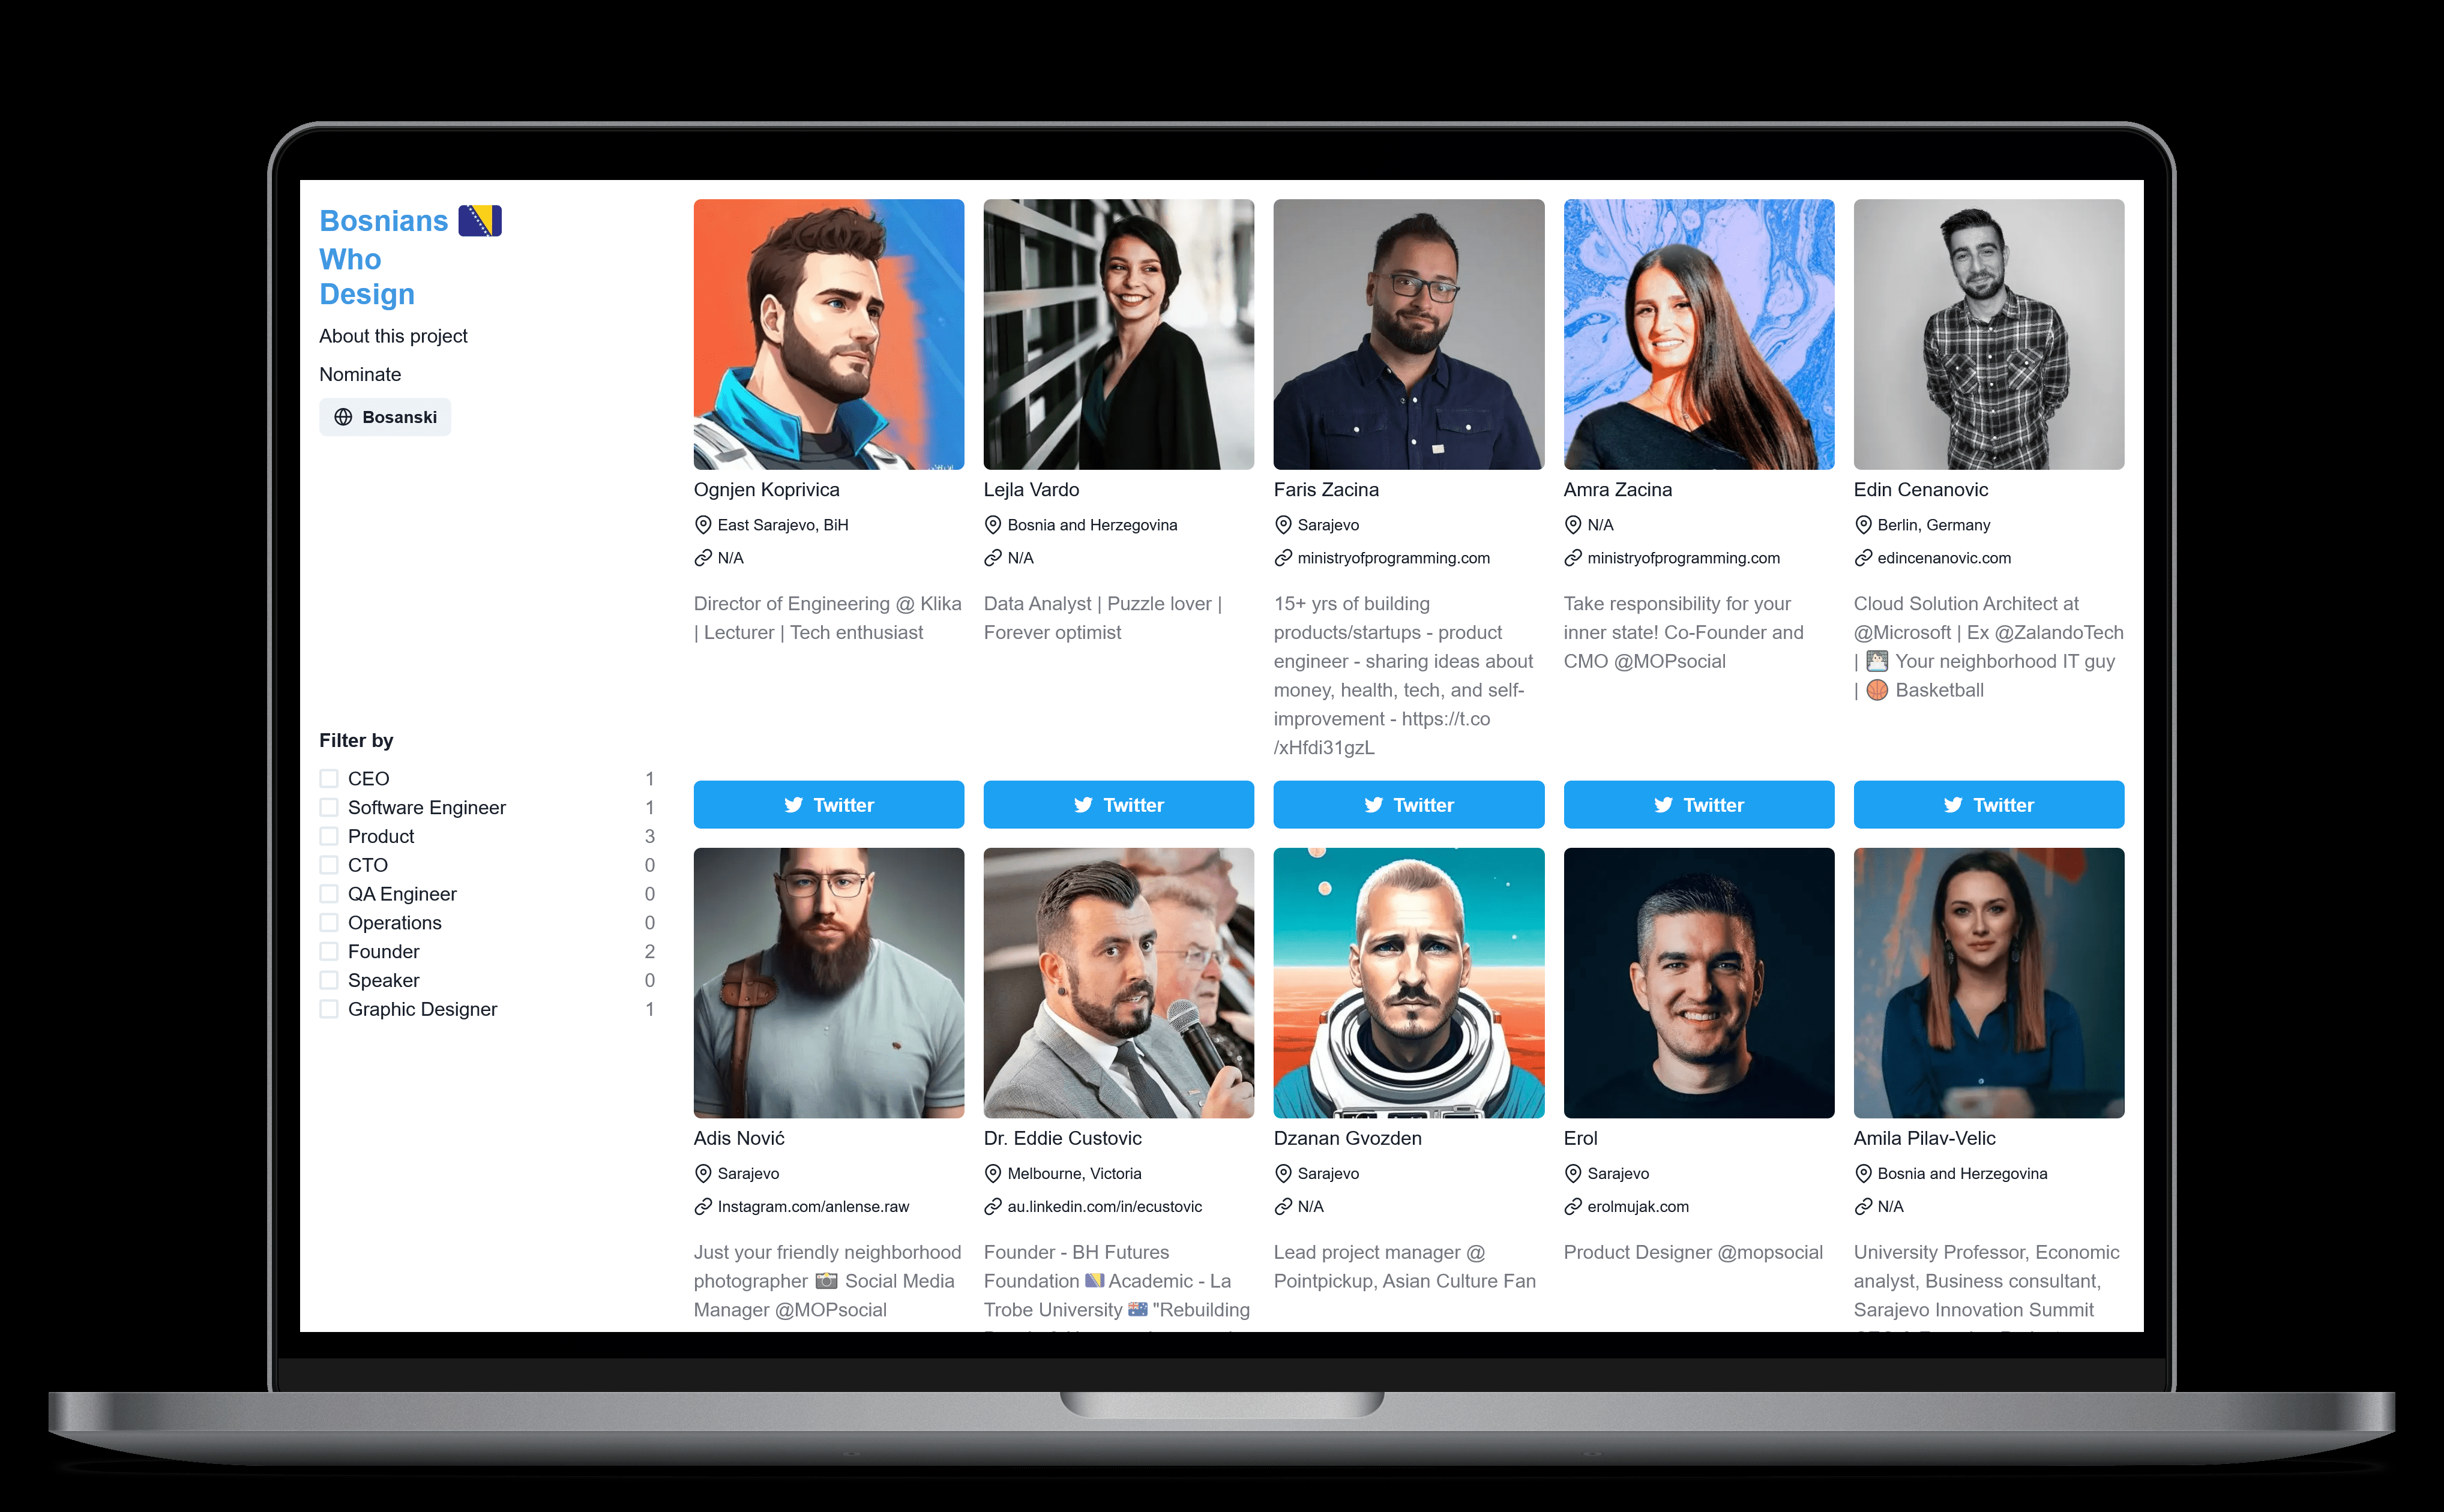 Bosnians
Who
Design
About this project
Nominate
Bosanski
Filter by
CEO 1
Software Engineer 1
Product 3
CTO 0
QA Engineer 0
Operations 0
Founder 2
Speaker 0
Graphic Designer 1
Ognjen Koprivica
East Sarajevo, BiH
N/A
Director of Engineering @ Klika
| Lecturer | Tech enthusiast
Twitter
Lejla Vardo
Bosnia and Herzegovina
N/A
Data Analyst | Puzzle lover |
Forever optimist
Twitter
Faris Zacina
Sarajevo
ministryofprogramming.com
15+ yrs of building
products/startups - product
engineer - sharing ideas about
money, health, tech, and self-
improvement - https://t.co
/xHfdi31gzL
Twitter
Amra Zacina
N/A
ministryofprogramming.com
Take responsibility for your
inner state! Co-Founder and
CMO @MOPsocial
Twitter
Edin Cenanovic
Berlin, Germany
edincenanovic.com
Cloud Solution Architect at
@Microsoft | Ex @ZalandoTech
| Your neighborhood IT guy
| Basketball
Twitter
Adis Nović
Sarajevo
Instagram.com/anlense.raw
Just your friendly neighborhood
photographer 📸 Social Media
Manager @MOPsocial
Dr. Eddie Custovic
Melbourne, Victoria
au.linkedin.com/in/ecustovic
Founder - BH Futures
Foundation 🇧🇦 Academic - La
Trobe University 🇦🇺 "Rebuilding
Dzanan Gvozden
Sarajevo
N/A
Lead project manager @
Pointpickup, Asian Culture Fan
Erol
Sarajevo
erolmujak.com
Product Designer @mopsocial
Amila Pilav-Velic
Bosnia and Herzegovina
N/A
University Professor, Economic
analyst, Business consultant,
Sarajevo Innovation Summit